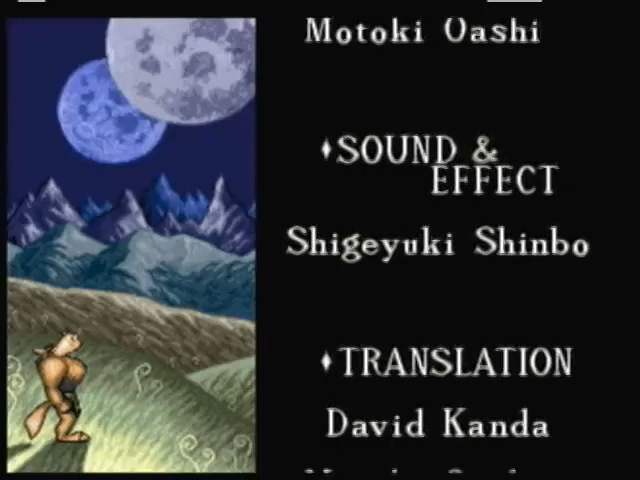 Motoki Oashi
♦SOUND &
EFFECT
Shigeyuki Shinbo
♦TRANSLATION
David Kanda